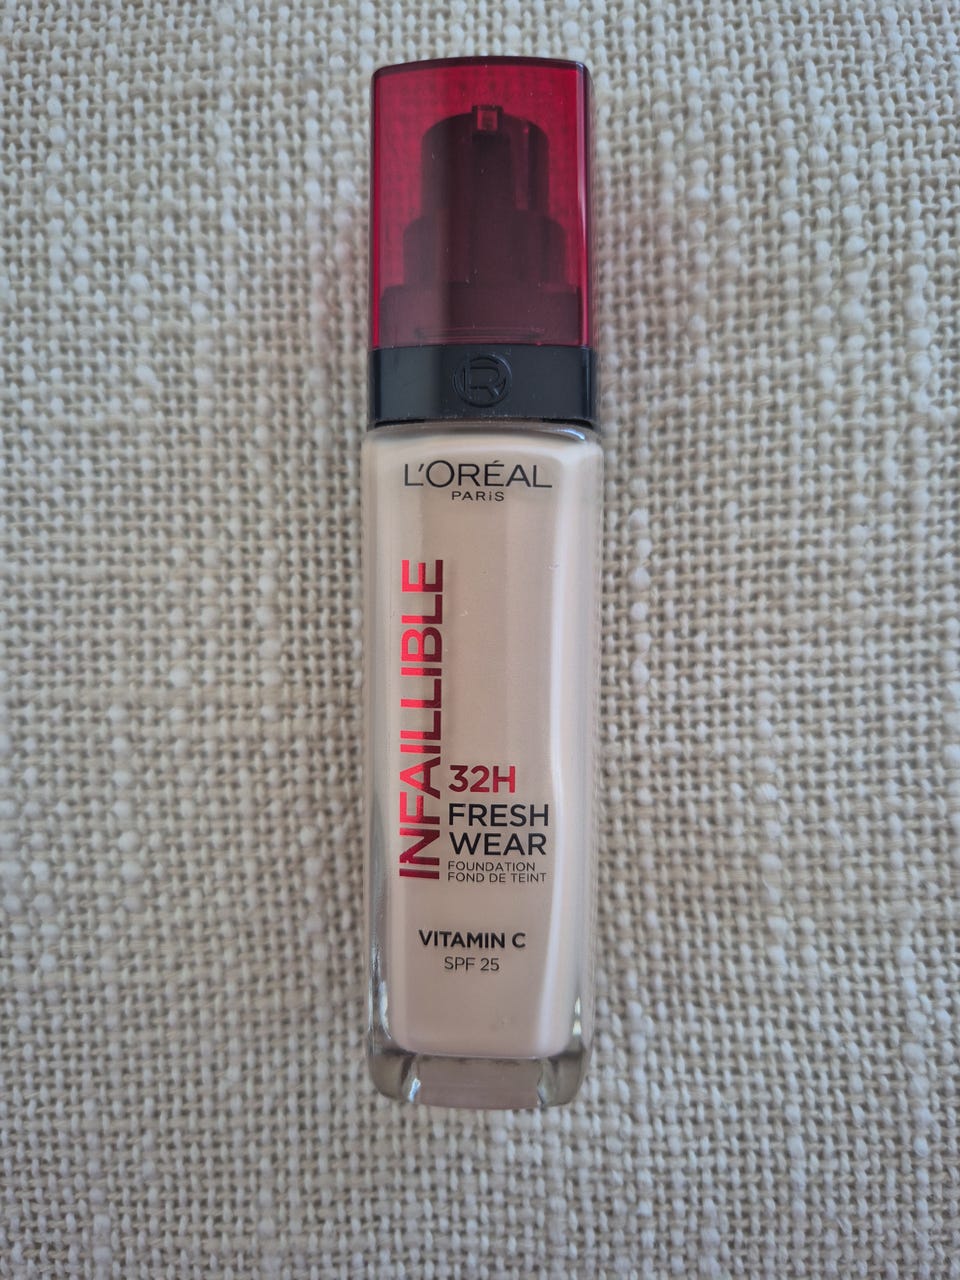 L'ORÉAL
PARiS
INFAILLIBLE
32H
FRESH
WEAR
FOUNDATION
FOND DE TEINT
VITAMIN C
SPF 25